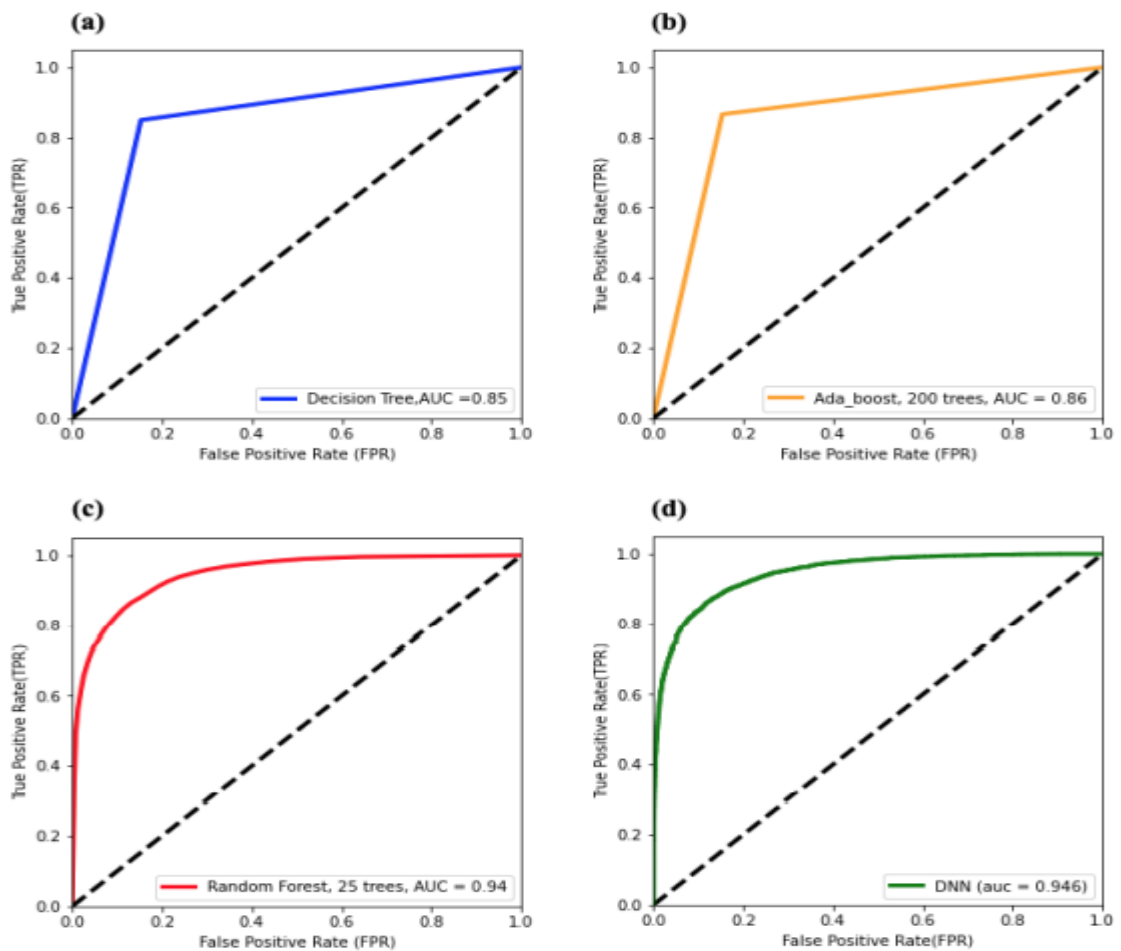 (a)
1.0
0.8
0.6
0.4
0.2
0.0
True Positive Rate(TPR)
Decision Tree,AUC =0.85
0.0 0.2 0.4 0.6 0.8 1.0
False Positive Rate (FPR)
(b)
1.0
0.8
0.6
0.4
0.2
0.0
True Positive Rate(TPR)
Ada_boost, 200 trees, AUC = 0.86
0.0 0.2 0.4 0.6 0.8 1.0
False Positive Rate (FPR)
(c)
1.0
0.8
0.6
0.4
0.2
0.0
True Positive Rate(TPR)
Random Forest, 25 trees, AUC = 0.94
0.0 0.2 0.4 0.6 0.8 1.0
False Positive Rate (FPR)
(d)
1.0
0.8
0.6
0.4
0.2
0.0
True Positive Rate(TPR)
DNN (auc = 0.946)
0.0 0.2 0.4 0.6 0.8 1.0
False Positive Rate(FPR)